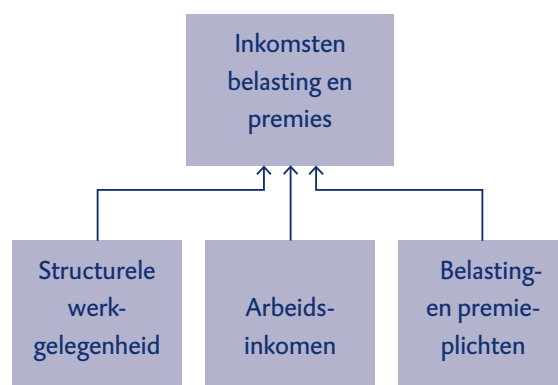 Inkomsten
belasting en
premies
Structurele
werk-
gelegenheid
Arbeids-
inkomen
Belasting-
en premie-
plichten